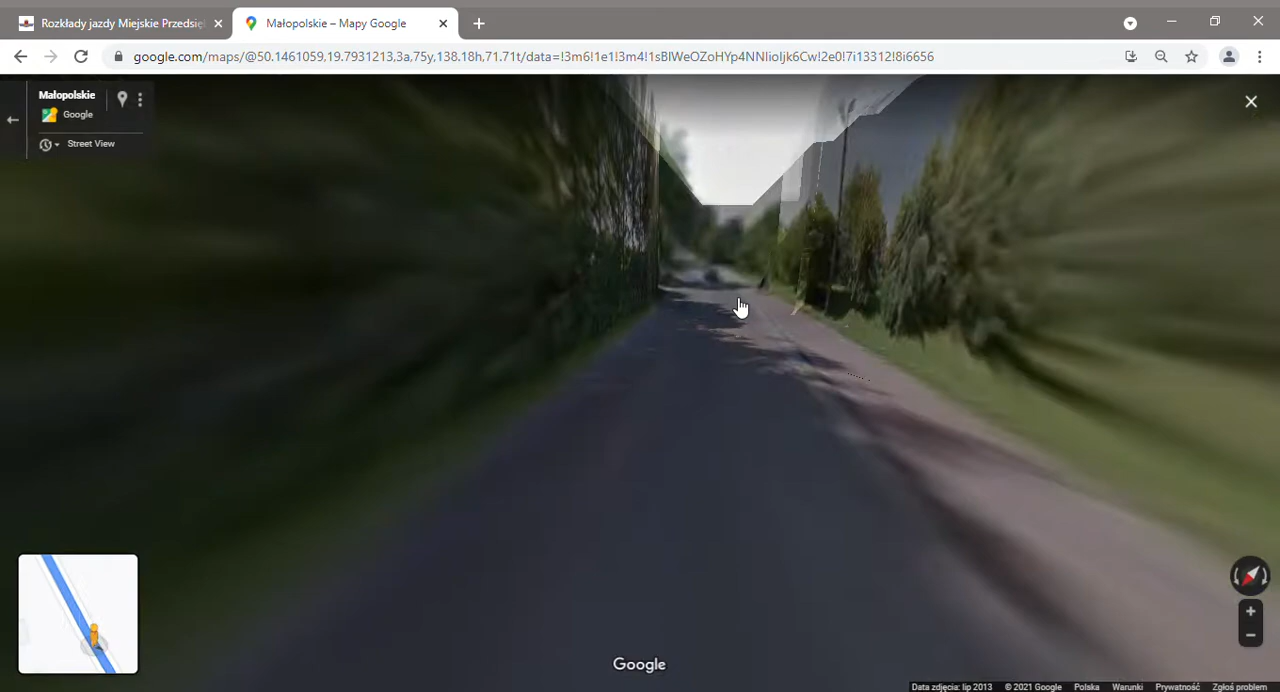 Rozkłady jazdy Miejskie Przedsię
Małopolskie – Mapy Google
google.com/maps/@50.1461059,19.7931213,3a,75y,138.18h,71.71t/data=!3m6!1e1!3m4!1sBIWeOZoHYp4NNIioIjk6Cw!2e0!7i13312!8i6656
Małopolskie
Google
Street View
Google
Data zdjęcia: lip 2013 © 2021 Google Polska Warunki Prywatność Zgłoś problem